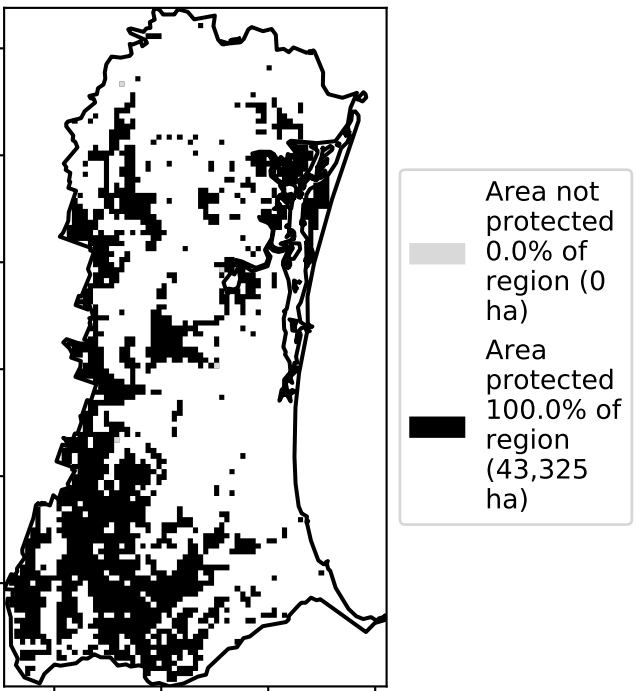 Area not
protected
0.0% of
region (0
ha)
Area
protected
100.0% of
region
(43,325
ha)